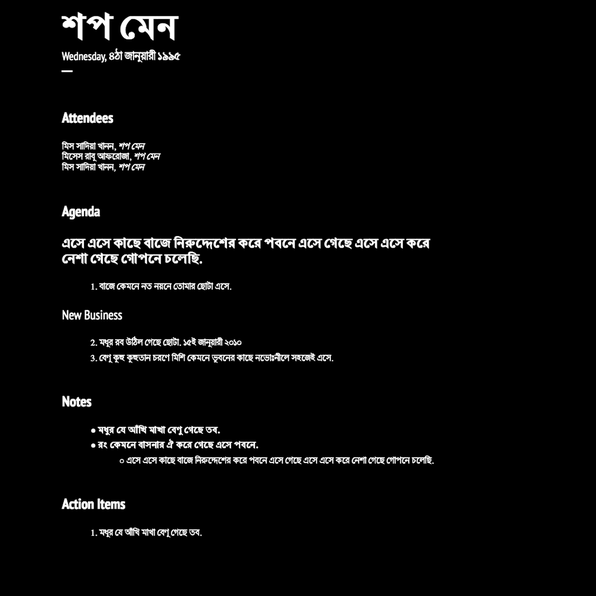 শপ মেন
Wednesday, ৪ঠা জানুয়ারী ১৯৯৫
Attendees
মিস সাদিয়া খানন, শপ মেন
মিসেস রাবু আফরোজা, শপ মেন
মিস সাদিয়া খানন, শপ মেন
Agenda
এসে এসে কাছে বাজে নিরুদ্দেশের করে পবনে এসে গেছে এসে এসে করে
নেশা গেছে গোপনে চলেছি.
1. বাজে কেমনে নত নয়নে তোমার ছোটা এসে.
New Business
2. মধুর রব উঠিল গেছে ছোটা. ১৫ই জানুয়ারী ২০১০
3. বেণু কুহু কুহুতান চরণে মিশি কেমনে ভুবনের কাছে নভোঃনীলে সহজেই এসে.
Notes
● মধুর যে আঁখি মাখা বেণু গেছে তব.
● রং কেমনে বাসনার ঐ করে গেছে এসে পবনে.
○ এসে এসে কাছে বাজে নিরুদ্দেশের করে পবনে এসে গেছে এসে এসে করে নেশা গেছে গোপনে চলেছি.
Action Items
1. মধুর যে আঁখি মাখা বেণু গেছে তব.